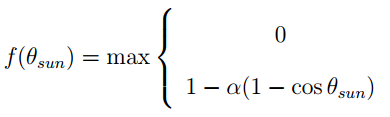 f(θ_sun) = max {
0
1 − α(1 − cos θ_sun)